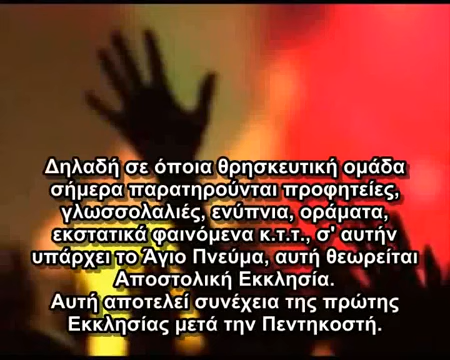 Δηλαδή σε όποια θρησκευτική ομάδα
σήμερα παρατηρούνται προφητείες,
γλωσσολαλιές, ενύπνια, οράματα,
εκστατικά φαινόμενα κ.τ.τ., σ' αυτήν
υπάρχει το Άγιο Πνεύμα, αυτή θεωρείται
Αποστολική Εκκλησία.
Αυτή αποτελεί συνέχεια της πρώτης
Εκκλησίας μετά την Πεντηκοστή.